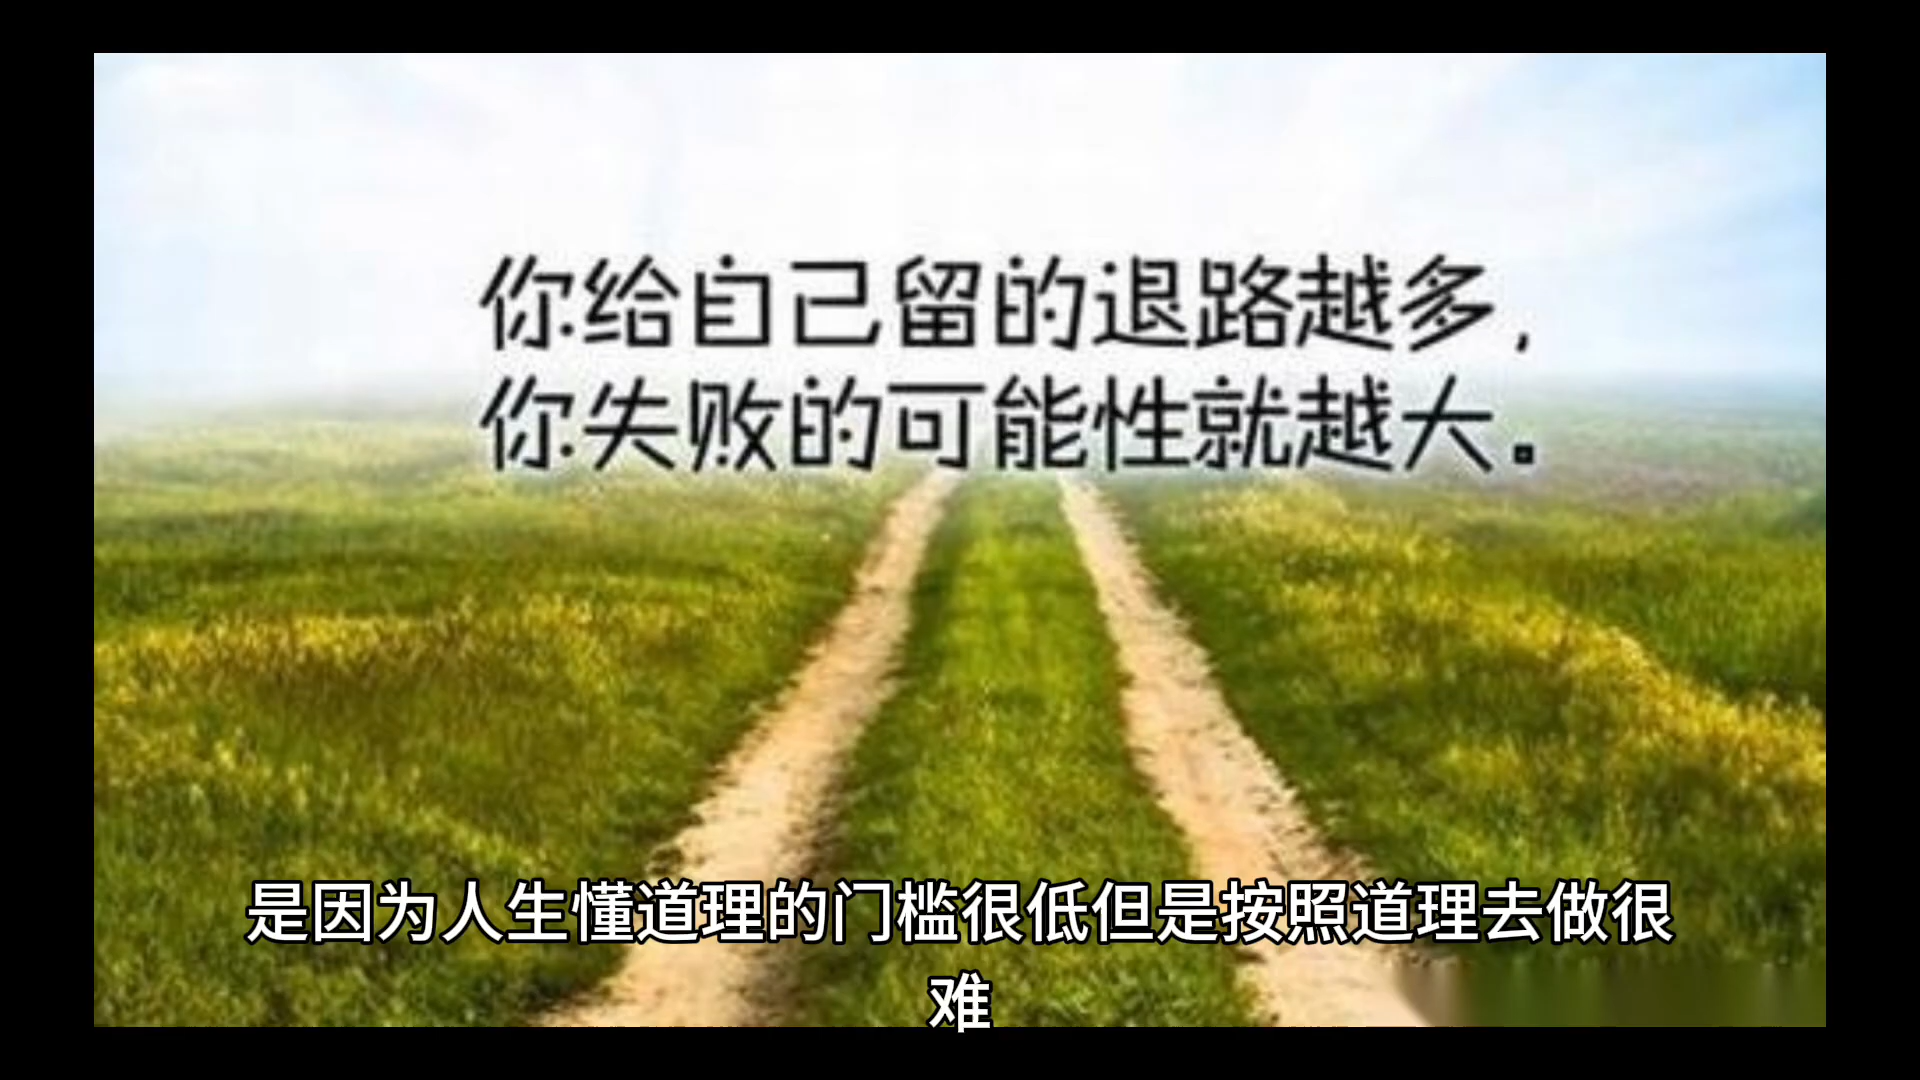 你给自己留的退路越多，
你失败的可能性就越大。
是因为人生懂道理的门槛很低但是按照道理去做很
难